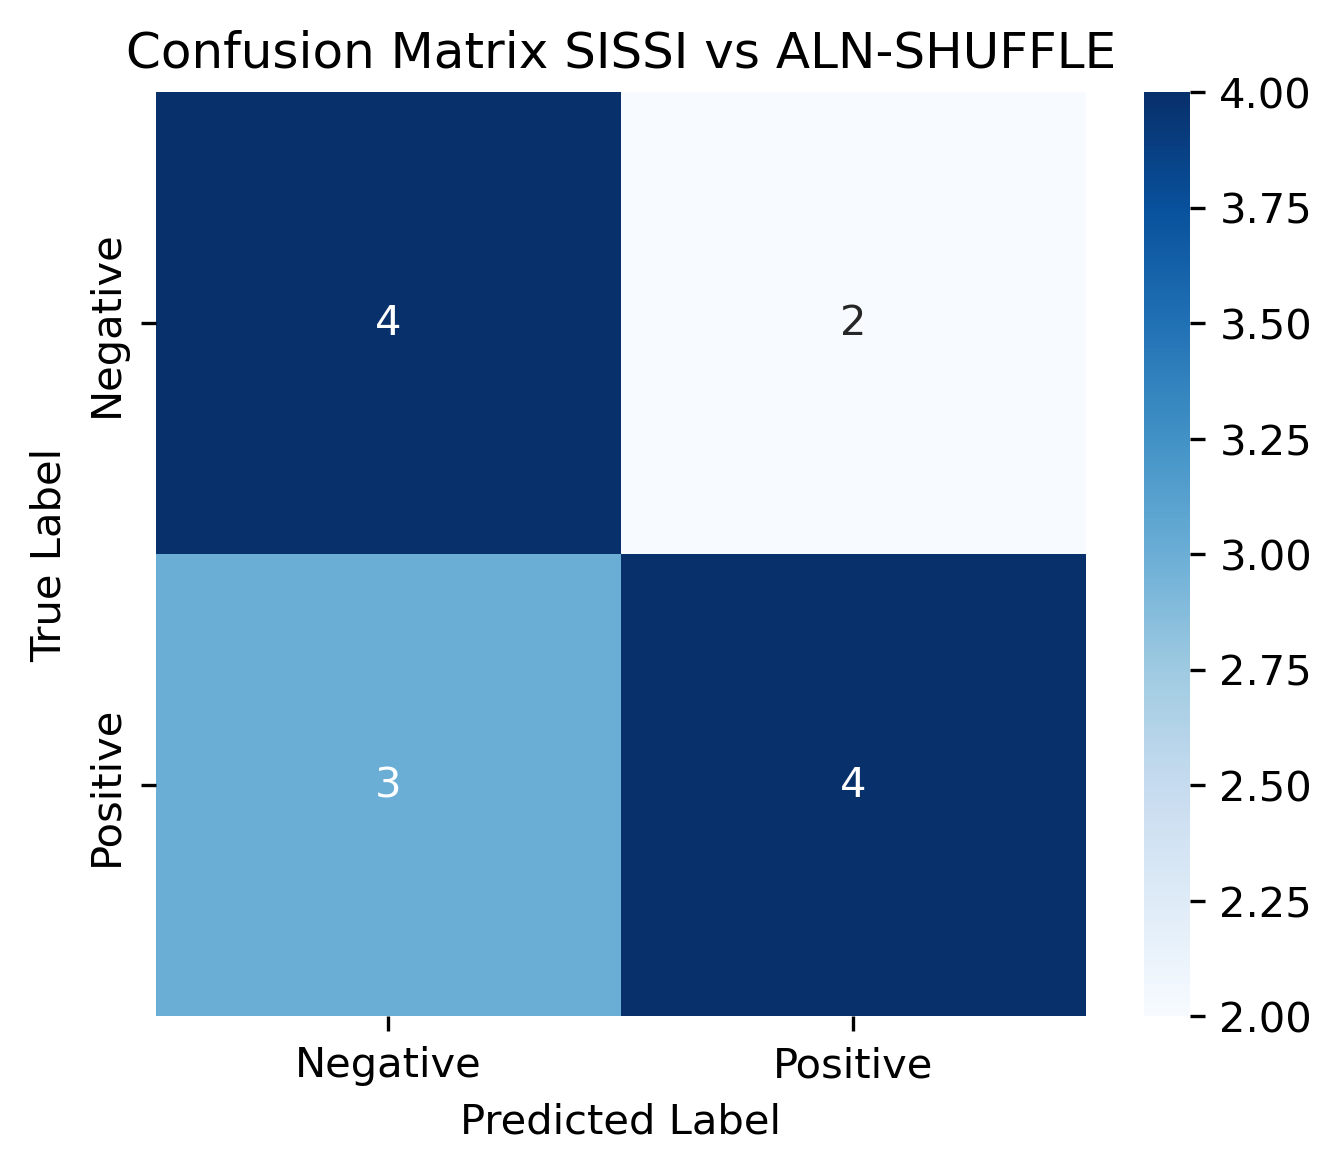 Confusion Matrix SISSI vs ALN-SHUFFLE
True Label
Negative
Positive
4
2
3
4
Negative
Positive
Predicted Label
4.00
3.75
3.50
3.25
3.00
2.75
2.50
2.25
2.00